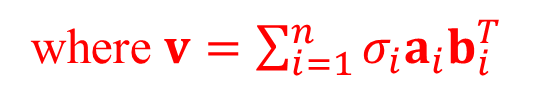 where 𝐯 = ∑ᵢ₌₁ⁿ 𝜎ᵢ𝐚ᵢ𝐛ᵢᵀ